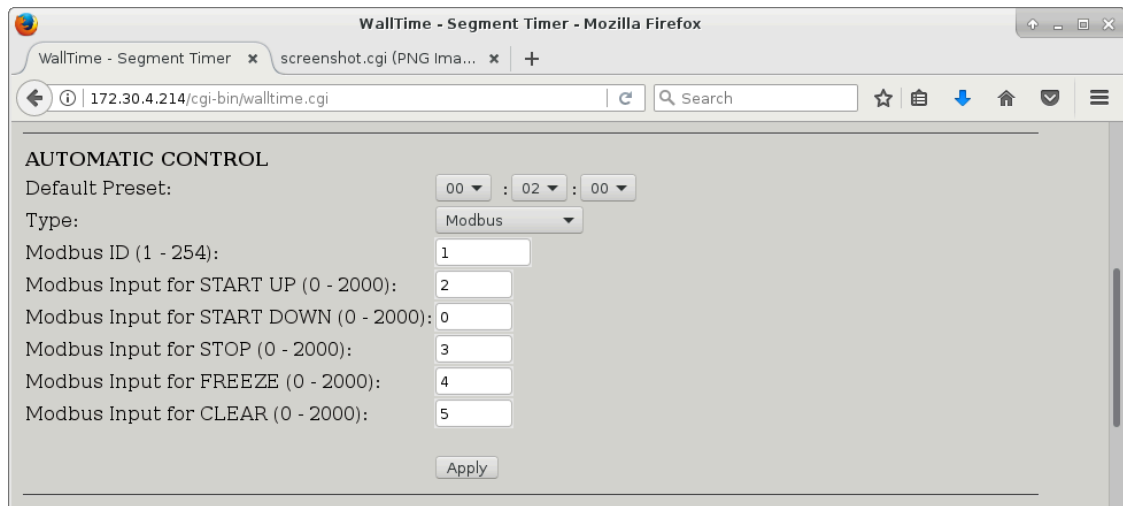 WallTime - Segment Timer - Mozilla Firefox
WallTime - Segment Timer × screenshot.cgi (PNG Ima... × +
172.30.4.214/cgi-bin/walltime.cgi Search
AUTOMATIC CONTROL
Default Preset: 00 : 02 : 00
Type: Modbus
Modbus ID (1 - 254): 1
Modbus Input for START UP (0 - 2000): 2
Modbus Input for START DOWN (0 - 2000): 0
Modbus Input for STOP (0 - 2000): 3
Modbus Input for FREEZE (0 - 2000): 4
Modbus Input for CLEAR (0 - 2000): 5
Apply